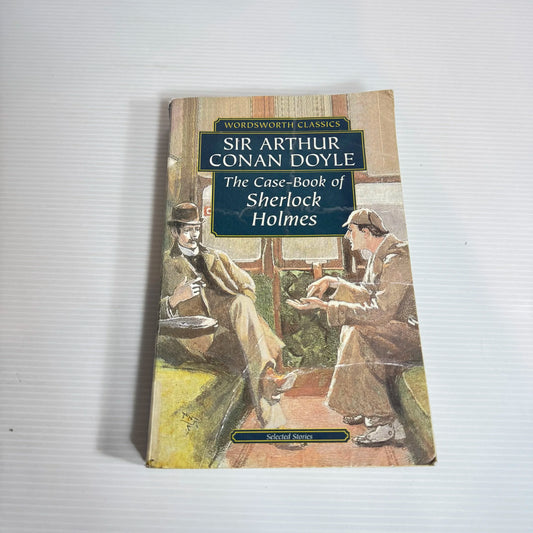 WORDSWORTH CLASSICS
SIR ARTHUR
CONAN DOYLE
The Case-Book of
Sherlock
Holmes
Selected Stories